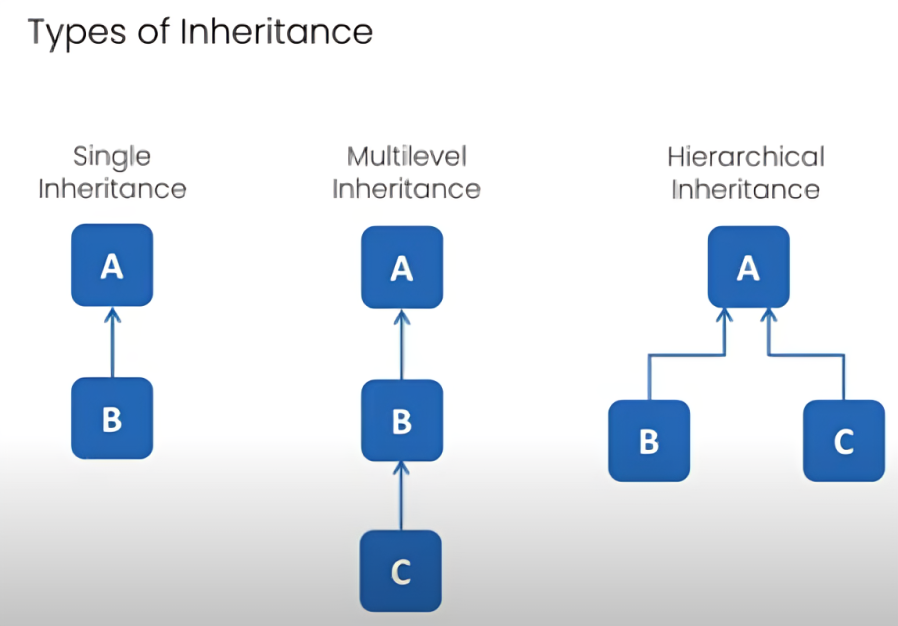 Types of Inheritance
Single
Inheritance
A
B
Multilevel
Inheritance
A
B
C
Hierarchical
Inheritance
A
B
C